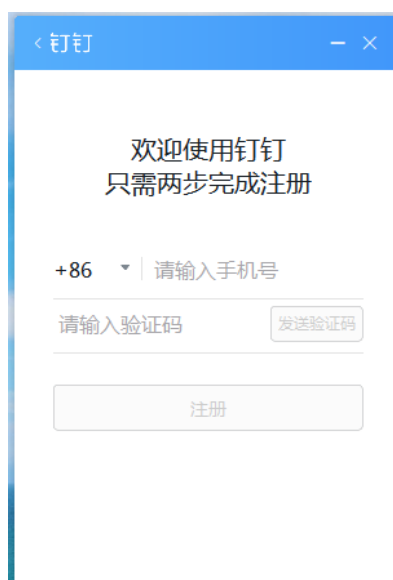 钉钉
欢迎使用钉钉
只需两步完成注册
+86 请输入手机号
请输入验证码 发送验证码
注册